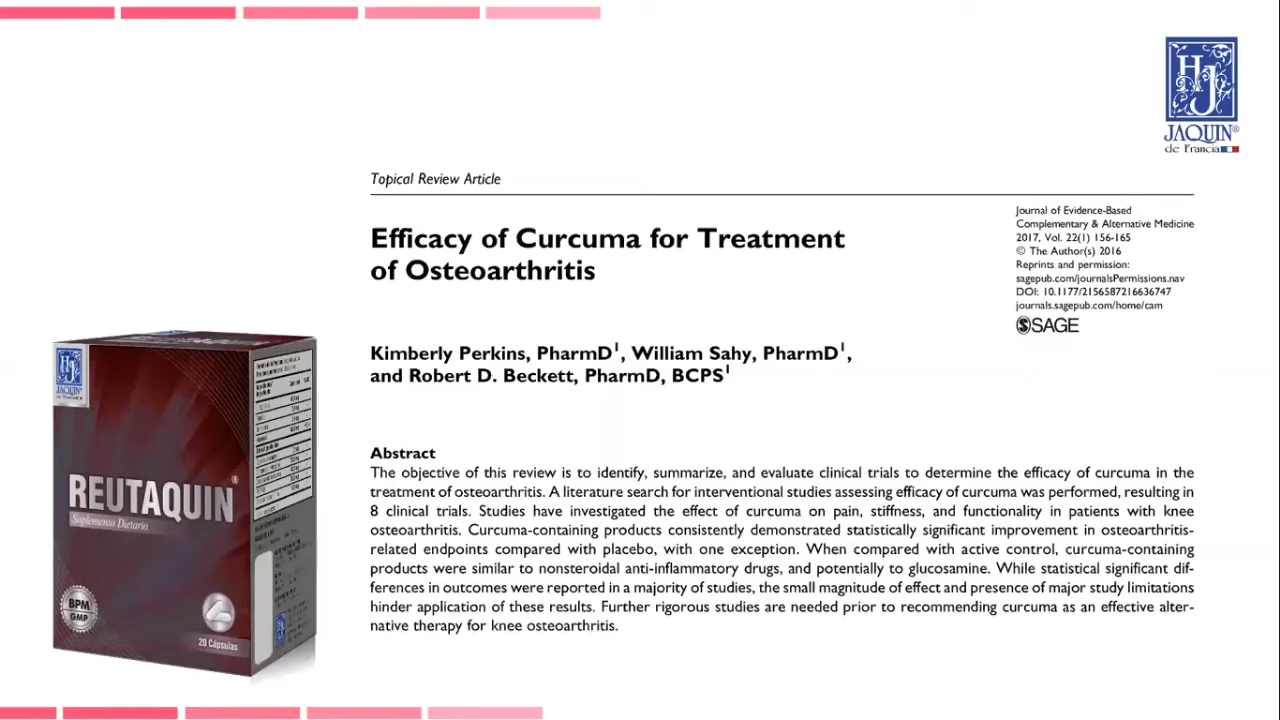 HJ
JAQUIN®
de Francia
Topical Review Article
Efficacy of Curcuma for Treatment
of Osteoarthritis
Journal of Evidence-Based
Complementary & Alternative Medicine
2017, Vol. 22(1) 156-165
© The Author(s) 2016
Reprints and permission:
sagepub.com/journalsPermissions.nav
DOI: 10.1177/2156587216636747
journals.sagepub.com/home/cam
SAGE
Kimberly Perkins, PharmD¹, William Sahy, PharmD¹,
and Robert D. Beckett, PharmD, BCPS¹
Abstract
The objective of this review is to identify, summarize, and evaluate clinical trials to determine the efficacy of curcuma in the
treatment of osteoarthritis. A literature search for interventional studies assessing efficacy of curcuma was performed, resulting in
8 clinical trials. Studies have investigated the effect of curcuma on pain, stiffness, and functionality in patients with knee
osteoarthritis. Curcuma-containing products consistently demonstrated statistically significant improvement in osteoarthritis-
related endpoints compared with placebo, with one exception. When compared with active control, curcuma-containing
products were similar to nonsteroidal anti-inflammatory drugs, and potentially to glucosamine. While statistical significant dif-
ferences in outcomes were reported in a majority of studies, the small magnitude of effect and presence of major study limitations
hinder application of these results. Further rigorous studies are needed prior to recommending curcuma as an effective alter-
native therapy for knee osteoarthritis.
HJ
JAQUIN®
de Francia
REUTAQUIN®
Suplemento Dietario
BPM
GMP
20 Cápsulas